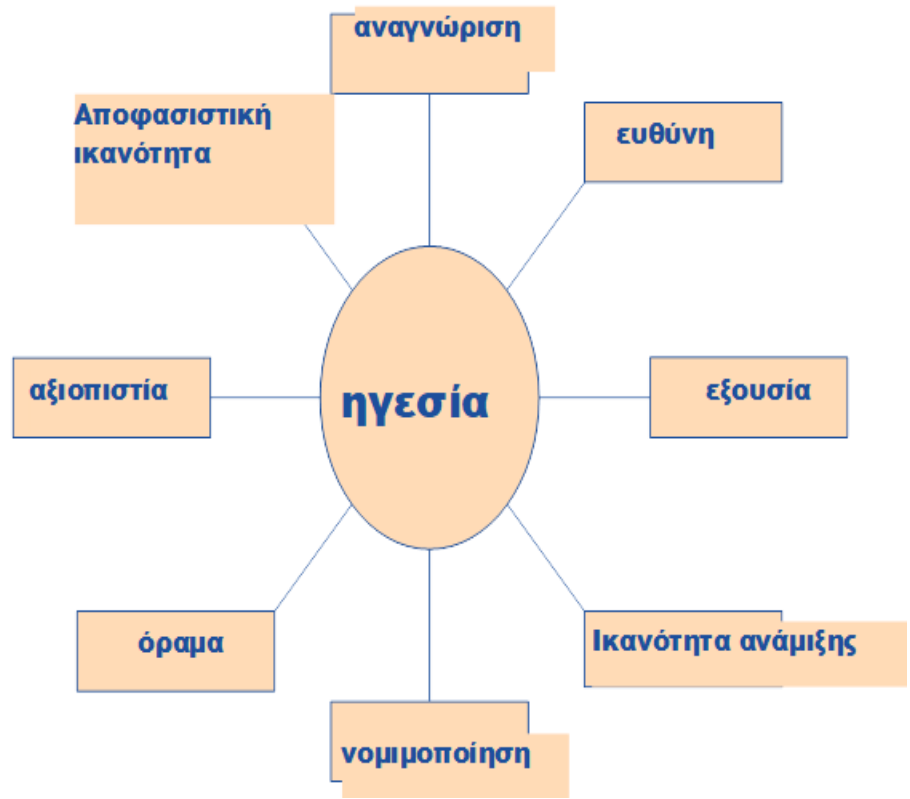 αναγνώριση
Αποφασιστική
ικανότητα
ευθύνη
αξιοπιστία
ηγεσία
εξουσία
όραμα
Ικανότητα ανάμιξης
νομιμοποίηση